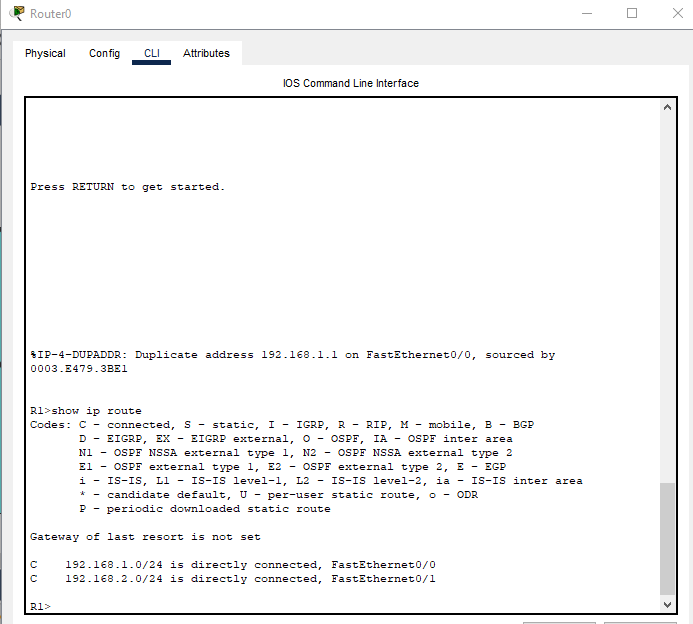 Router0
Physical Config CLI Attributes
IOS Command Line Interface
Press RETURN to get started.
%IP-4-DUPADDR: Duplicate address 192.168.1.1 on FastEthernet0/0, sourced by
0003.E479.3BE1
R1>show ip route
Codes: C - connected, S - static, I - IGRP, R - RIP, M - mobile, B - BGP
D - EIGRP, EX - EIGRP external, O - OSPF, IA - OSPF inter area
N1 - OSPF NSSA external type 1, N2 - OSPF NSSA external type 2
E1 - OSPF external type 1, E2 - OSPF external type 2, E - EGP
i - IS-IS, L1 - IS-IS level-1, L2 - IS-IS level-2, ia - IS-IS inter area
* - candidate default, U - per-user static route, o - ODR
P - periodic downloaded static route
Gateway of last resort is not set
C 192.168.1.0/24 is directly connected, FastEthernet0/0
C 192.168.2.0/24 is directly connected, FastEthernet0/1
R1>